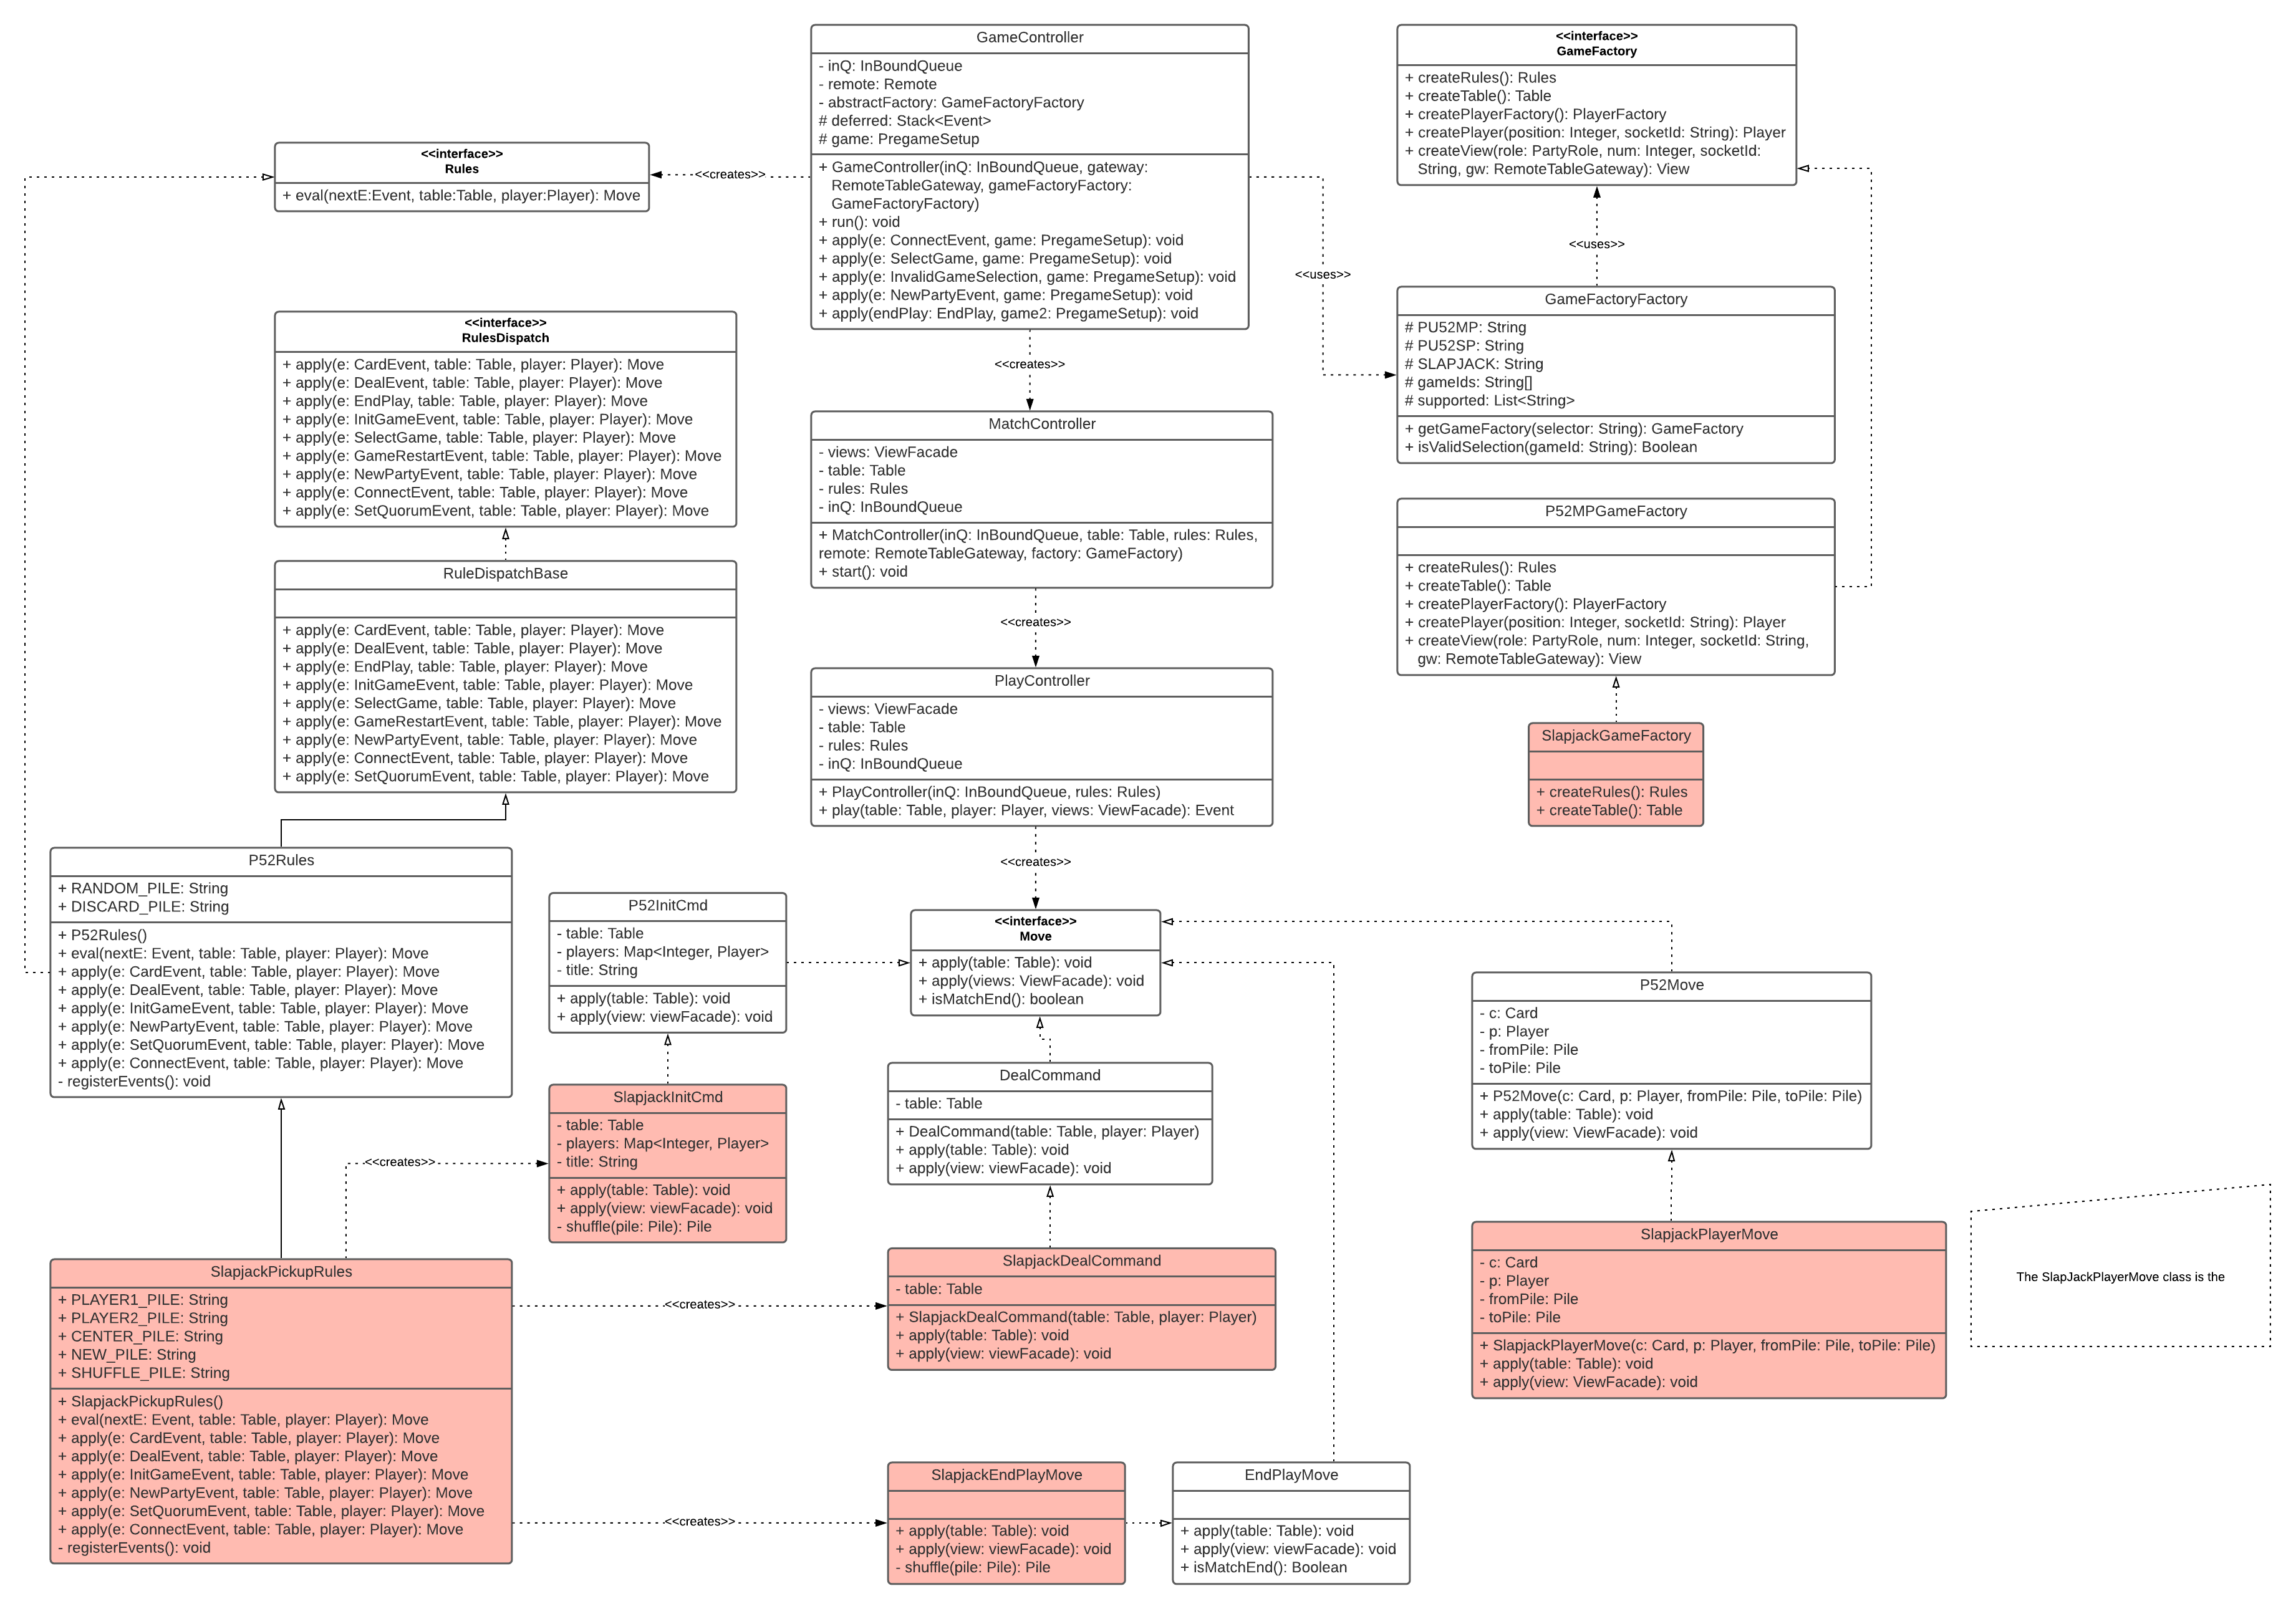 GameController
- inQ: InBoundQueue
- remote: Remote
- abstractFactory: GameFactoryFactory
# deferred: Stack<Event>
# game: PregameSetup
+ GameController(inQ: InBoundQueue, gateway:
RemoteTableGateway, gameFactoryFactory:
GameFactoryFactory)
+ run(): void
+ apply(e: ConnectEvent, game: PregameSetup): void
+ apply(e: SelectGame, game: PregameSetup): void
+ apply(e: InvalidGameSelection, game: PregameSetup): void
+ apply(e: NewPartyEvent, game: PregameSetup): void
+ apply(endPlay: EndPlay, game2: PregameSetup): void
<<interface>>
GameFactory
+ createRules(): Rules
+ createTable(): Table
+ createPlayerFactory(): PlayerFactory
+ createPlayer(position: Integer, socketId: String): Player
+ createView(role: PartyRole, num: Integer, socketId:
String, gw: RemoteTableGateway): View
<<interface>>
Rules
+ eval(nextE:Event, table:Table, player:Player): Move
<<creates>>
<<uses>>
<<uses>>
<<creates>>
GameFactoryFactory
# PU52MP: String
# PU52SP: String
# SLAPJACK: String
# gameIds: String[]
# supported: List<String>
+ getGameFactory(selector: String): GameFactory
+ isValidSelection(gameId: String): Boolean
<<interface>>
RulesDispatch
+ apply(e: CardEvent, table: Table, player: Player): Move
+ apply(e: DealEvent, table: Table, player: Player): Move
+ apply(e: EndPlay, table: Table, player: Player): Move
+ apply(e: InitGameEvent, table: Table, player: Player): Move
+ apply(e: SelectGame, table: Table, player: Player): Move
+ apply(e: GameRestartEvent, table: Table, player: Player): Move
+ apply(e: NewPartyEvent, table: Table, player: Player): Move
+ apply(e: ConnectEvent, table: Table, player: Player): Move
+ apply(e: SetQuorumEvent, table: Table, player: Player): Move
MatchController
- views: ViewFacade
- table: Table
- rules: Rules
- inQ: InBoundQueue
+ MatchController(inQ: InBoundQueue, table: Table, rules: Rules,
remote: RemoteTableGateway, factory: GameFactory)
+ start(): void
P52MPGameFactory
+ createRules(): Rules
+ createTable(): Table
+ createPlayerFactory(): PlayerFactory
+ createPlayer(position: Integer, socketId: String): Player
+ createView(role: PartyRole, num: Integer, socketId: String,
gw: RemoteTableGateway): View
RuleDispatchBase
+ apply(e: CardEvent, table: Table, player: Player): Move
+ apply(e: DealEvent, table: Table, player: Player): Move
+ apply(e: EndPlay, table: Table, player: Player): Move
+ apply(e: InitGameEvent, table: Table, player: Player): Move
+ apply(e: SelectGame, table: Table, player: Player): Move
+ apply(e: GameRestartEvent, table: Table, player: Player): Move
+ apply(e: NewPartyEvent, table: Table, player: Player): Move
+ apply(e: ConnectEvent, table: Table, player: Player): Move
+ apply(e: SetQuorumEvent, table: Table, player: Player): Move
<<creates>>
PlayController
- views: ViewFacade
- table: Table
- rules: Rules
- inQ: InBoundQueue
+ PlayController(inQ: InBoundQueue, rules: Rules)
+ play(table: Table, player: Player, views: ViewFacade): Event
SlapjackGameFactory
+ createRules(): Rules
+ createTable(): Table
<<creates>>
P52Rules
+ RANDOM_PILE: String
+ DISCARD_PILE: String
+ P52Rules()
+ eval(nextE: Event, table: Table, player: Player): Move
+ apply(e: CardEvent, table: Table, player: Player): Move
+ apply(e: DealEvent, table: Table, player: Player): Move
+ apply(e: InitGameEvent, table: Table, player: Player): Move
+ apply(e: NewPartyEvent, table: Table, player: Player): Move
+ apply(e: SetQuorumEvent, table: Table, player: Player): Move
+ apply(e: ConnectEvent, table: Table, player: Player): Move
- registerEvents(): void
P52InitCmd
- table: Table
- players: Map<Integer, Player>
- title: String
+ apply(table: Table): void
+ apply(view: viewFacade): void
<<interface>>
Move
+ apply(table: Table): void
+ apply(views: ViewFacade): void
+ isMatchEnd(): boolean
P52Move
- c: Card
- p: Player
- fromPile: Pile
- toPile: Pile
+ P52Move(c: Card, p: Player, fromPile: Pile, toPile: Pile)
+ apply(table: Table): void
+ apply(view: ViewFacade): void
DealCommand
- table: Table
+ DealCommand(table: Table, player: Player)
+ apply(table: Table): void
+ apply(view: viewFacade): void
SlapjackInitCmd
- table: Table
- players: Map<Integer, Player>
- title: String
+ apply(table: Table): void
+ apply(view: viewFacade): void
- shuffle(pile: Pile): Pile
<<creates>>
SlapjackPickupRules
+ PLAYER1_PILE: String
+ PLAYER2_PILE: String
+ CENTER_PILE: String
+ NEW_PILE: String
+ SHUFFLE_PILE: String
+ SlapjackPickupRules()
+ eval(nextE: Event, table: Table, player: Player): Move
+ apply(e: CardEvent, table: Table, player: Player): Move
+ apply(e: DealEvent, table: Table, player: Player): Move
+ apply(e: InitGameEvent, table: Table, player: Player): Move
+ apply(e: NewPartyEvent, table: Table, player: Player): Move
+ apply(e: SetQuorumEvent, table: Table, player: Player): Move
+ apply(e: ConnectEvent, table: Table, player: Player): Move
- registerEvents(): void
<<creates>>
SlapjackDealCommand
- table: Table
+ SlapjackDealCommand(table: Table, player: Player)
+ apply(table: Table): void
+ apply(view: viewFacade): void
SlapjackPlayerMove
- c: Card
- p: Player
- fromPile: Pile
- toPile: Pile
+ SlapjackPlayerMove(c: Card, p: Player, fromPile: Pile, toPile: Pile)
+ apply(table: Table): void
+ apply(view: ViewFacade): void
The SlapJackPlayerMove class is the
<<creates>>
SlapjackEndPlayMove
+ apply(table: Table): void
+ apply(view: viewFacade): void
- shuffle(pile: Pile): Pile
EndPlayMove
+ apply(table: Table): void
+ apply(view: viewFacade): void
+ isMatchEnd(): Boolean